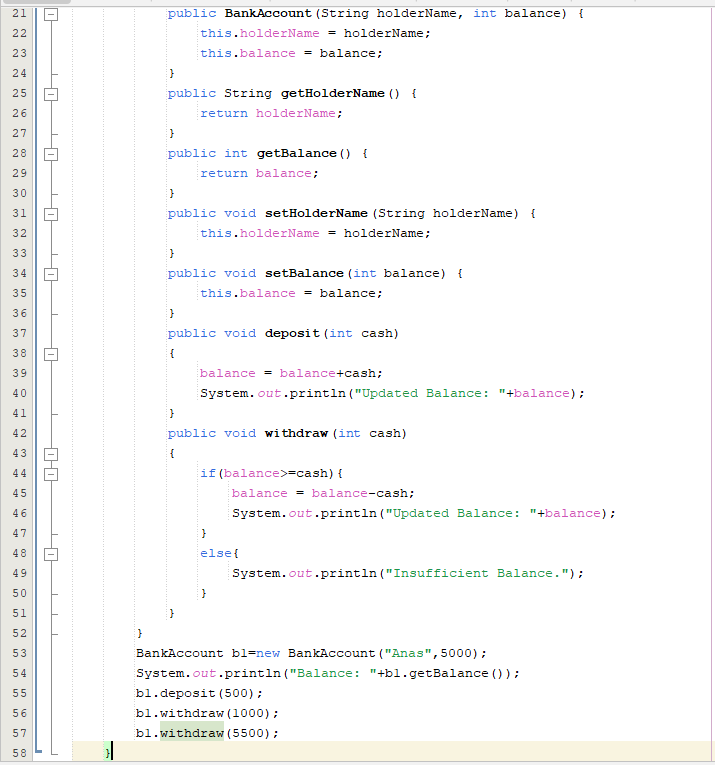 21 public BankAccount(String holderName, int balance) {
22 this.holderName = holderName;
23 this.balance = balance;
24 }
25 public String getHolderName() {
26 return holderName;
27 }
28 public int getBalance() {
29 return balance;
30 }
31 public void setHolderName(String holderName) {
32 this.holderName = holderName;
33 }
34 public void setBalance(int balance) {
35 this.balance = balance;
36 }
37 public void deposit(int cash)
38 {
39 balance = balance+cash;
40 System.out.println("Updated Balance: "+balance);
41 }
42 public void withdraw(int cash)
43 {
44 if(balance>=cash){
45 balance = balance-cash;
46 System.out.println("Updated Balance: "+balance);
47 }
48 else{
49 System.out.println("Insufficient Balance.");
50 }
51 }
52 }
53 BankAccount b1=new BankAccount("Anas",5000);
54 System.out.println("Balance: "+b1.getBalance());
55 b1.deposit(500);
56 b1.withdraw(1000);
57 b1.withdraw(5500);
58 }